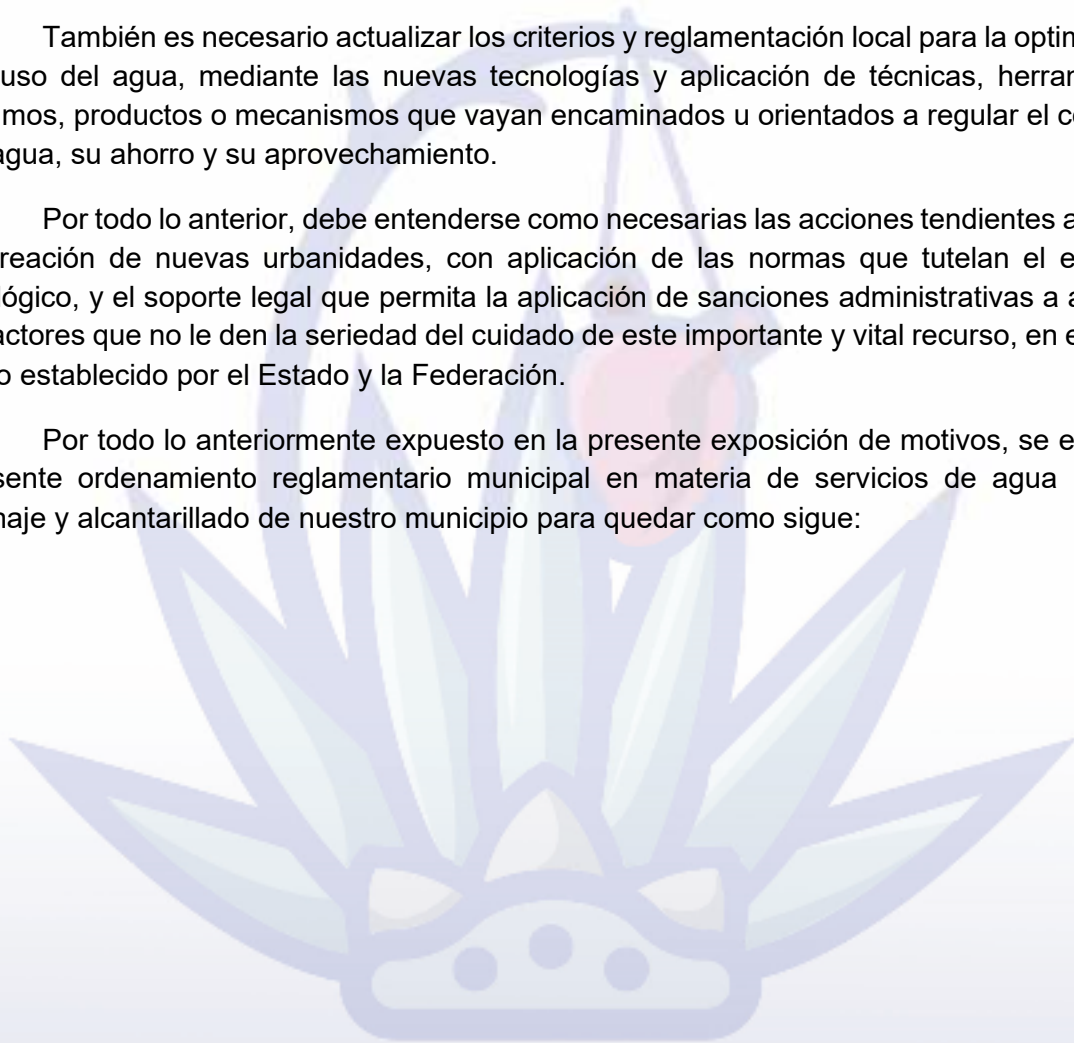 También es necesario actualizar los criterios y reglamentación local para la optim
uso del agua, mediante las nuevas tecnologías y aplicación de técnicas, herram
mos, productos o mecanismos que vayan encaminados u orientados a regular el co
agua, su ahorro y su aprovechamiento.
Por todo lo anterior, debe entenderse como necesarias las acciones tendientes a
reación de nuevas urbanidades, con aplicación de las normas que tutelan el e
lógico, y el soporte legal que permita la aplicación de sanciones administrativas a a
actores que no le den la seriedad del cuidado de este importante y vital recurso, en e
o establecido por el Estado y la Federación.
Por todo lo anteriormente expuesto en la presente exposición de motivos, se e
sente ordenamiento reglamentario municipal en materia de servicios de agua
naje y alcantarillado de nuestro municipio para quedar como sigue: